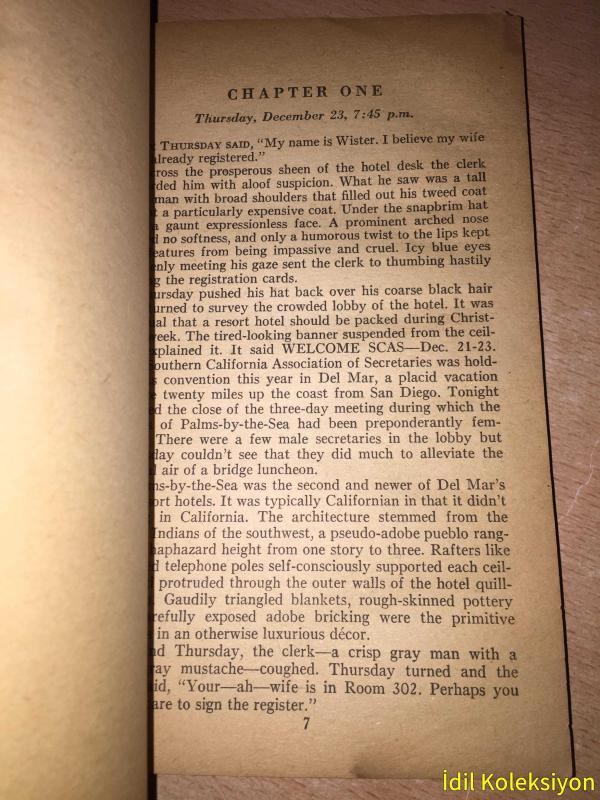 CHAPTER ONE
Thursday, December 23, 7:45 p.m.
THURSDAY SAID, "My name is Wister. I believe my wife
already registered."
cross the prosperous sheen of the hotel desk the clerk
rded him with aloof suspicion. What he saw was a tall
man with broad shoulders that filled out his tweed coat
t a particularly expensive coat. Under the snapbrim hat
a gaunt expressionless face. A prominent arched nose
d no softness, and only a humorous twist to the lips kept
eatures from being impassive and cruel. Icy blue eyes
enly meeting his gaze sent the clerk to thumbing hastily
g the registration cards.
ursday pushed his hat back over his coarse black hair
urned to survey the crowded lobby of the hotel. It was
ual that a resort hotel should be packed during Christ-
week. The tired-looking banner suspended from the ceil-
xplained it. It said WELCOME SCAS—Dec. 21-23.
outhern California Association of Secretaries was hold-
s convention this year in Del Mar, a placid vacation
e twenty miles up the coast from San Diego. Tonight
ed the close of the three-day meeting during which the
of Palms-by-the-Sea had been preponderantly fem-
There were a few male secretaries in the lobby but
day couldn't see that they did much to alleviate the
l air of a bridge luncheon.
ms-by-the-Sea was the second and newer of Del Mar's
ort hotels. It was typically Californian in that it didn't
in California. The architecture stemmed from the
Indians of the southwest, a pseudo-adobe pueblo rang-
haphazard height from one story to three. Rafters like
d telephone poles self-consciously supported each ceil-
d protruded through the outer walls of the hotel quill-
. Gaudily triangled blankets, rough-skinned pottery
refully exposed adobe bricking were the primitive
s in an otherwise luxurious décor.
nd Thursday, the clerk—a crisp gray man with a
ray mustache—coughed. Thursday turned and the
id, "Your—ah—wife is in Room 302. Perhaps you
are to sign the register."
7
İdil Koleksiyon